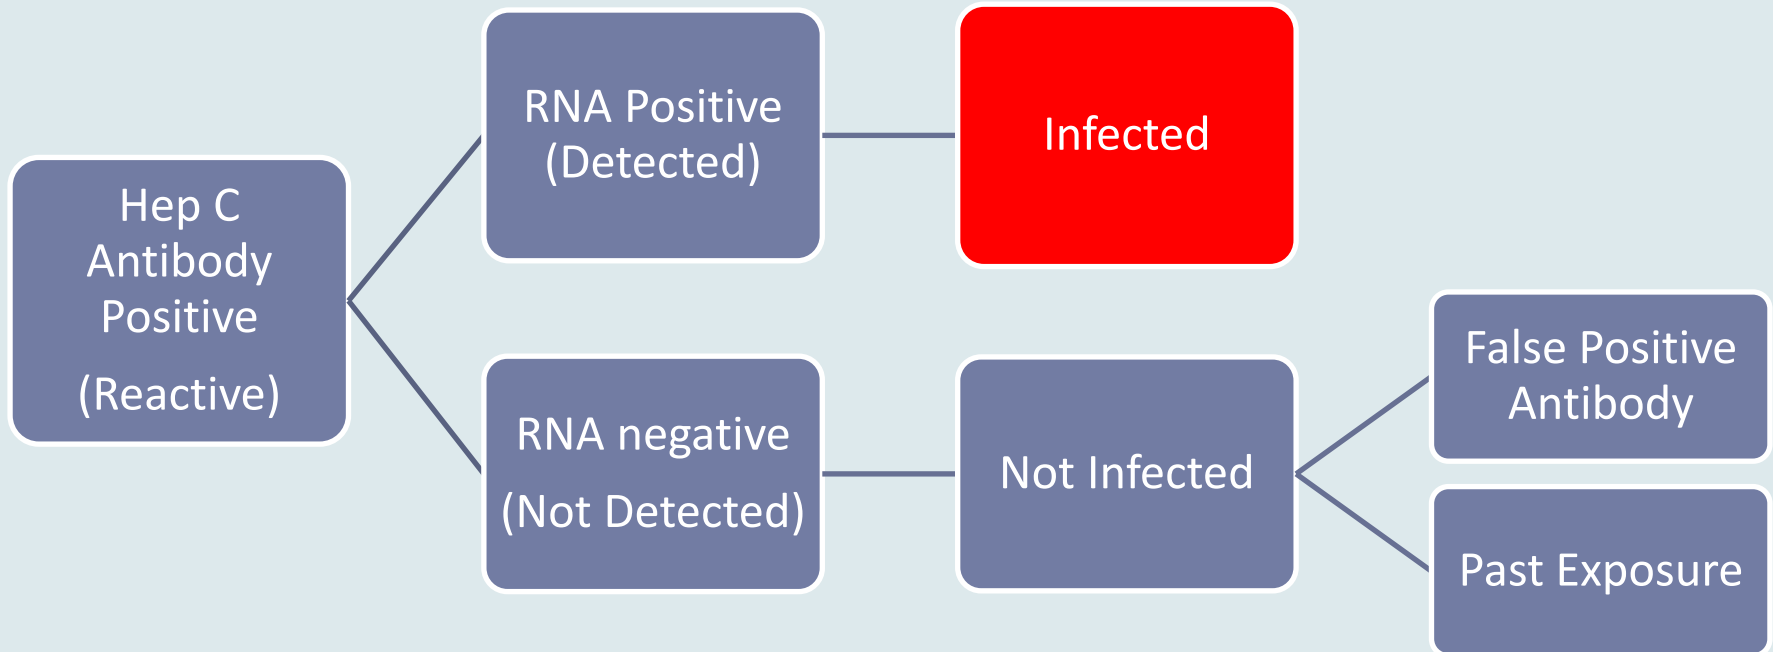 Hep C
Antibody
Positive
(Reactive)
RNA Positive
(Detected)
Infected
RNA negative
(Not Detected)
Not Infected
False Positive
Antibody
Past Exposure